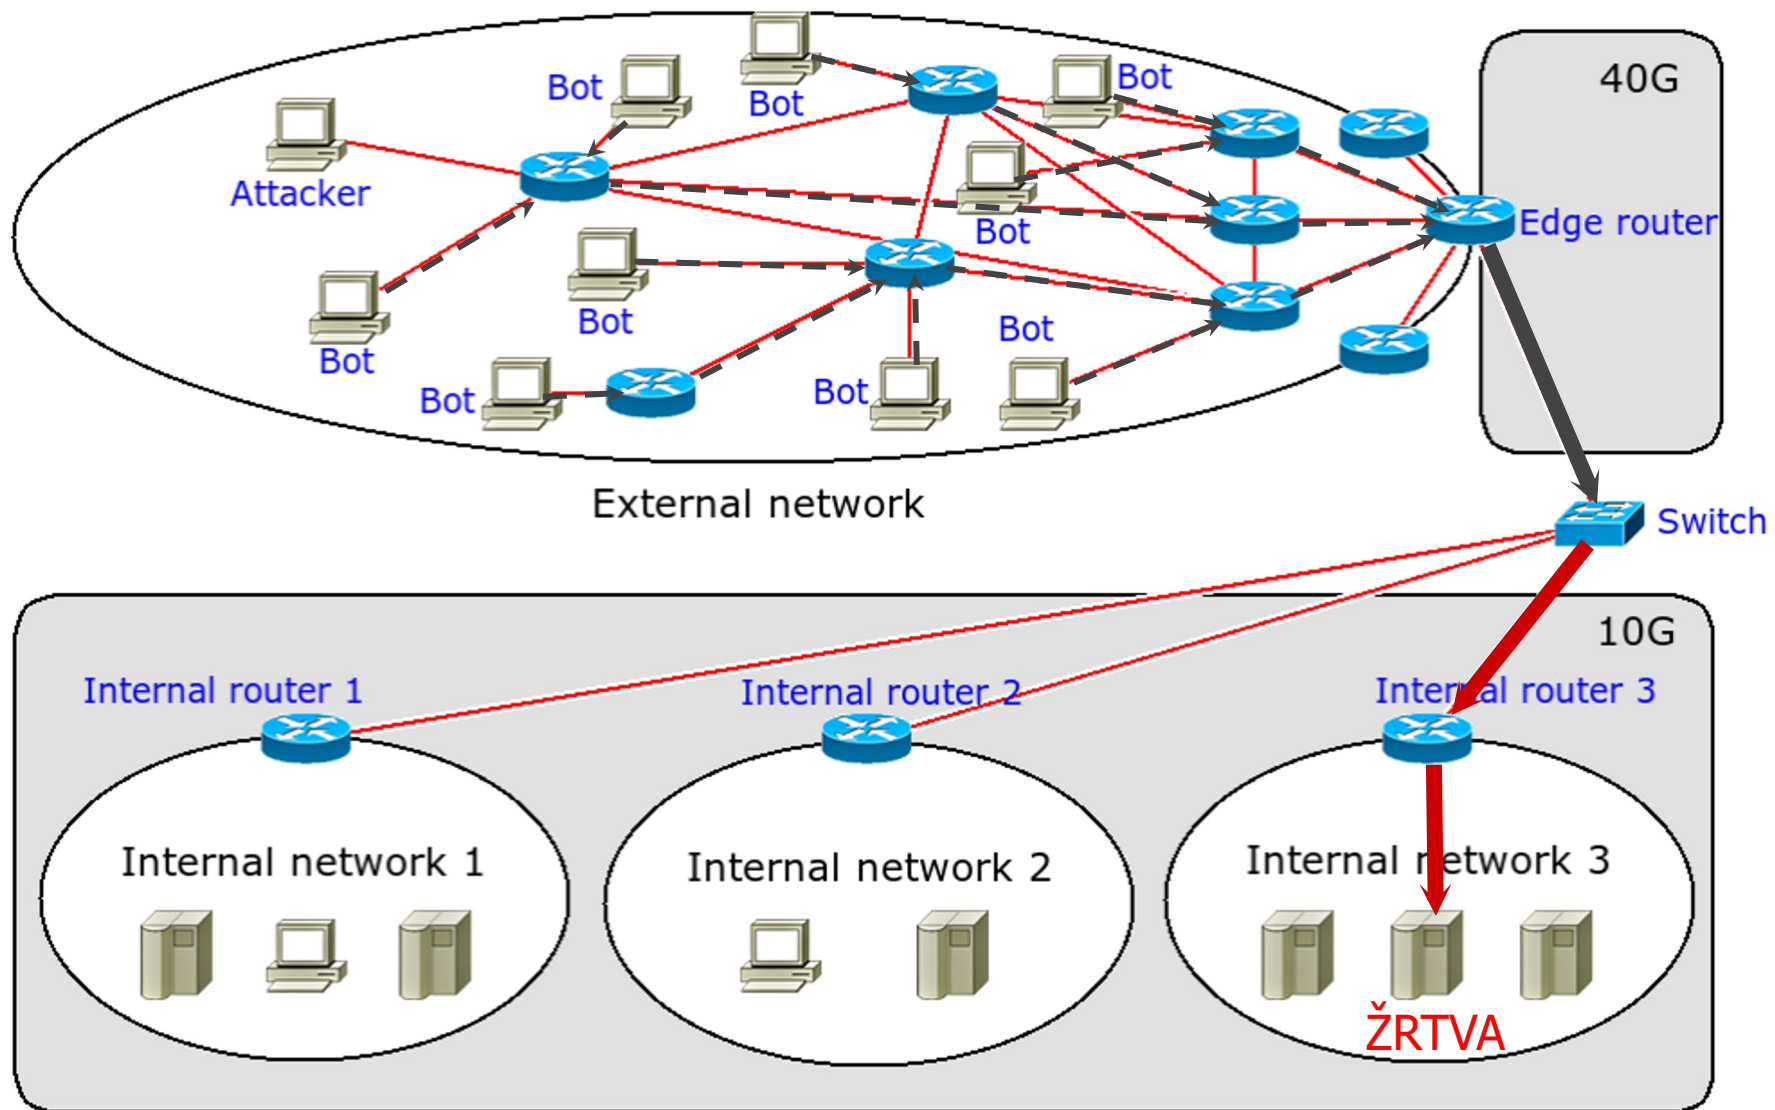 40G
Bot
Bot
Bot
Attacker
Bot
Edge router
Bot
Bot
Bot
Bot
Bot
External network
Switch
10G
Internal router 1
Internal router 2
Internal router 3
Internal network 1
Internal network 2
Internal network 3
ŽRTVA